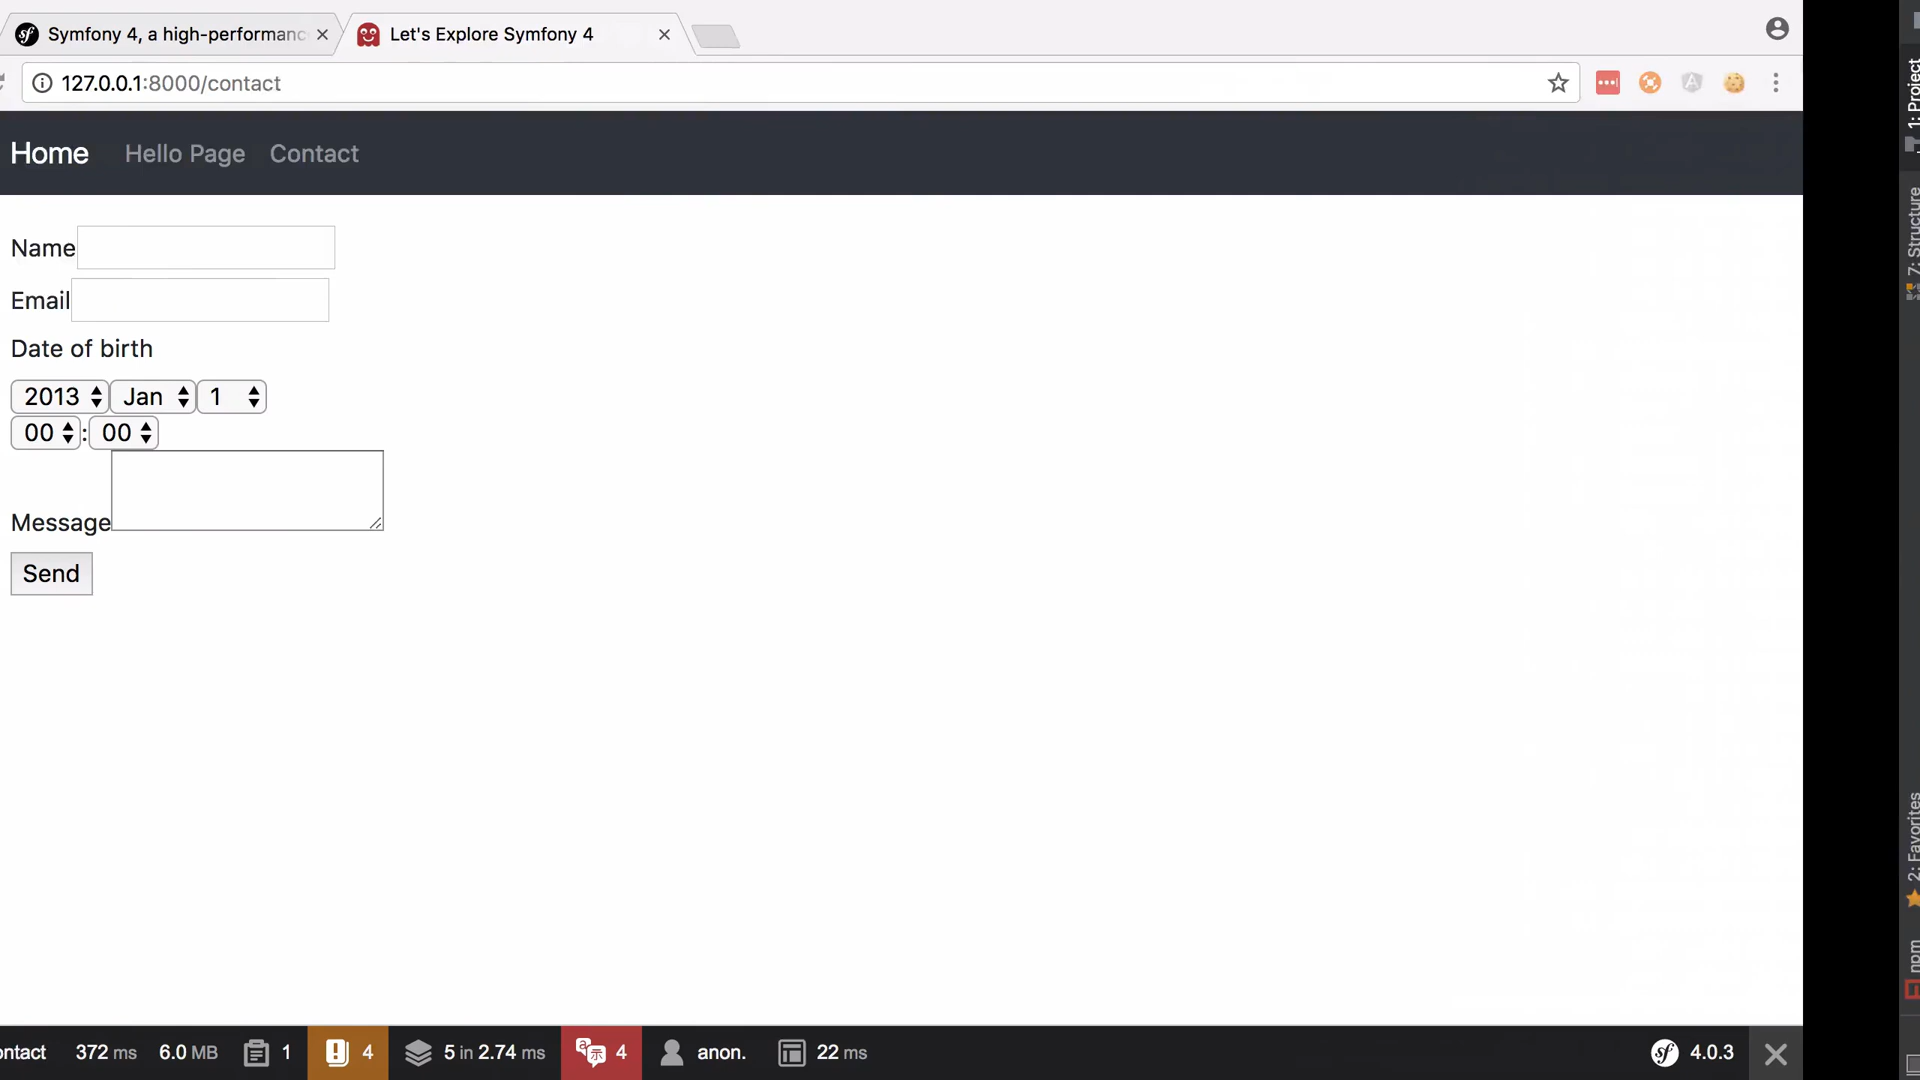 Symfony 4, a high-performanc
Let's Explore Symfony 4
127.0.0.1:8000/contact
Home Hello Page Contact
Name
Email
Date of birth
2013 Jan 1
00 : 00
Message
Send
ontact 372 ms 6.0 MB 1 4 5 in 2.74 ms 4 anon. 22 ms 4.0.3
1: Project
7: Structure
2: Favorites
npm